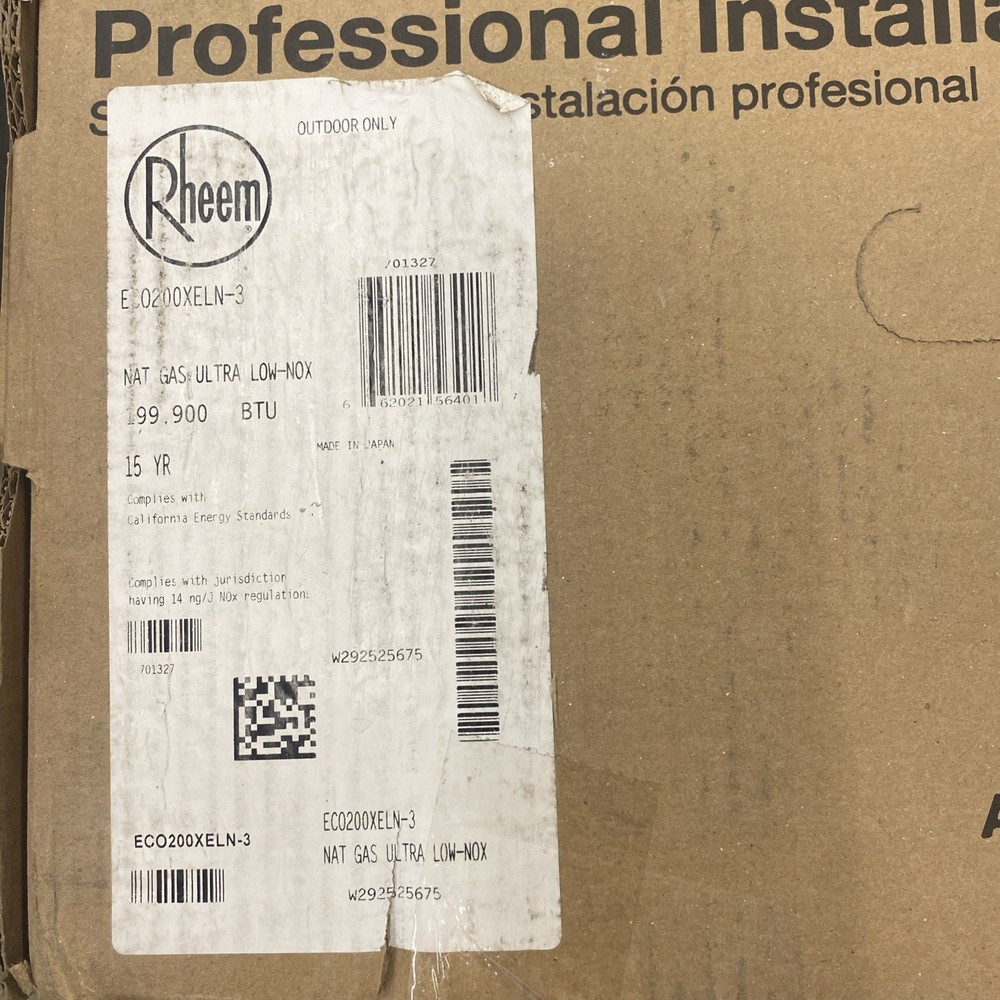 Professional Installa
stalación profesional
OUTDOOR ONLY
Rheem®
ECO200XELN-3
701327
6 62021 56401 7
NAT GAS ULTRA LOW-NOX
199.900 BTU
MADE IN JAPAN
15 YR
Complies with
California Energy Standards
Complies with jurisdiction
having 14 ng/J NOx regulations
701327
W292525675
ECO200XELN-3
NAT GAS ULTRA LOW-NOX
W292525675
ECO200XELN-3